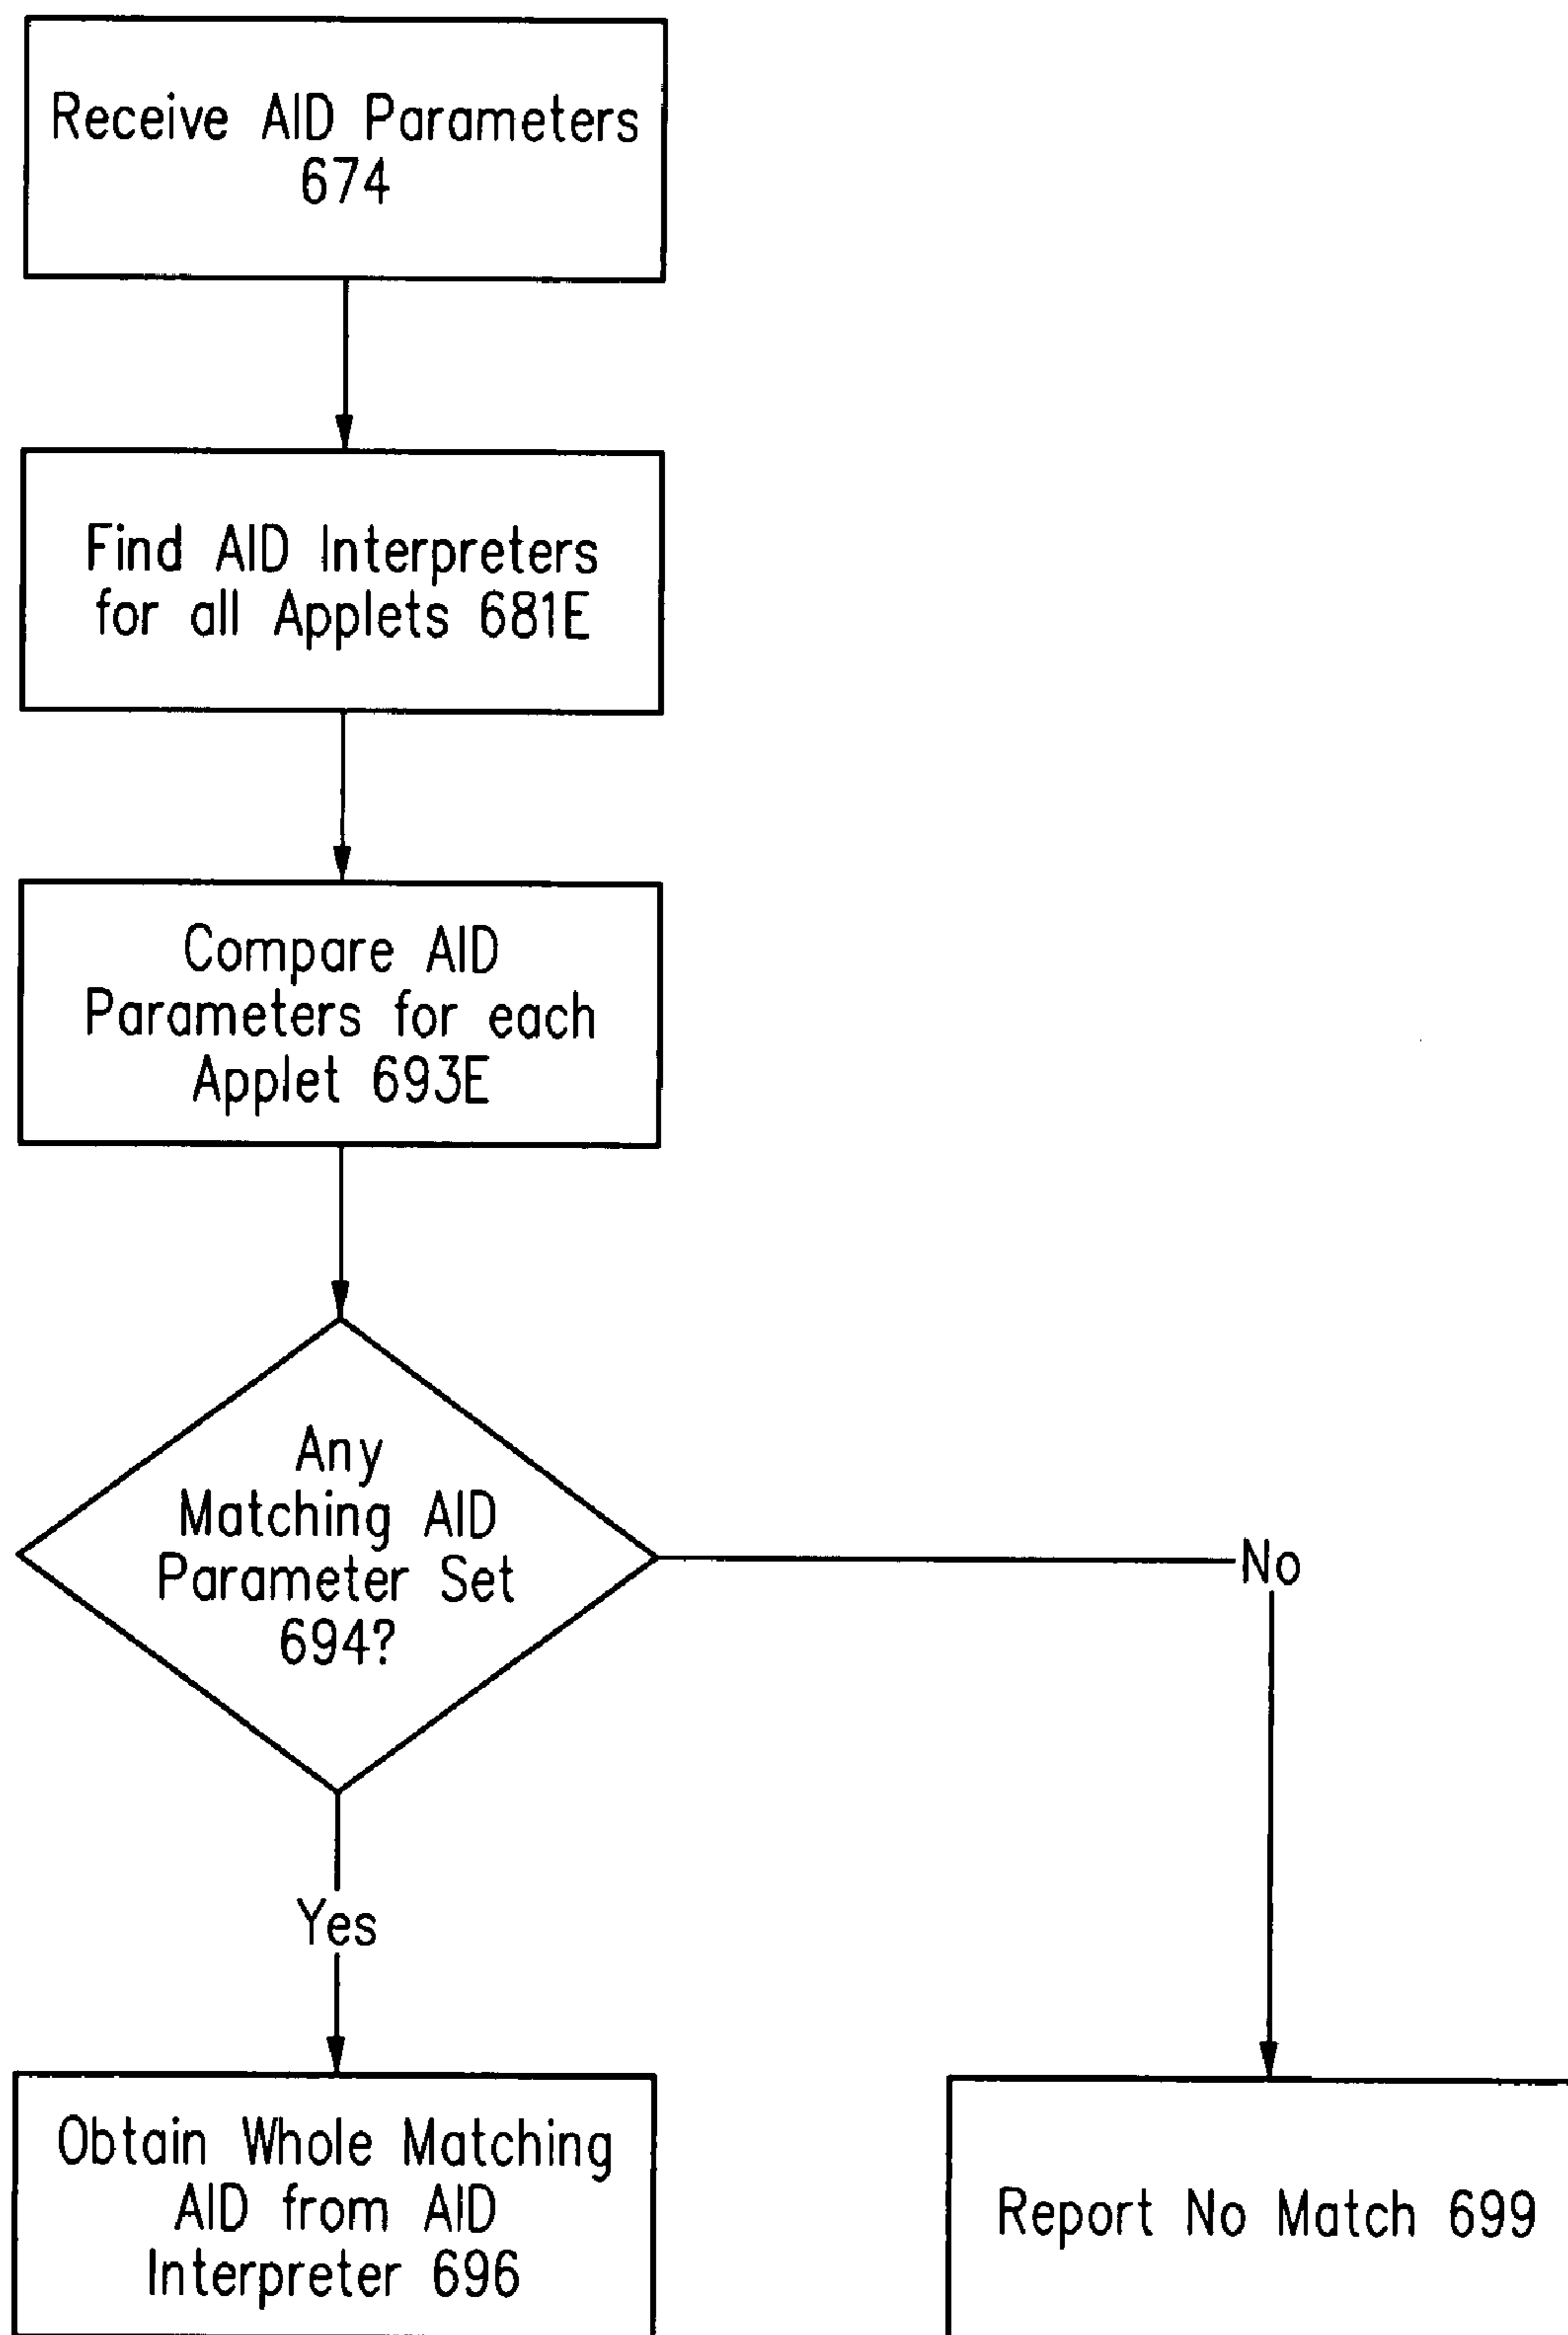 Receive AID Parameters
674
Find AID Interpreters
for all Applets 681E
Compare AID
Parameters for each
Applet 693E
Any
Matching AID
Parameter Set
694?
No
Yes
Obtain Whole Matching
AID from AID
Interpreter 696
Report No Match 699